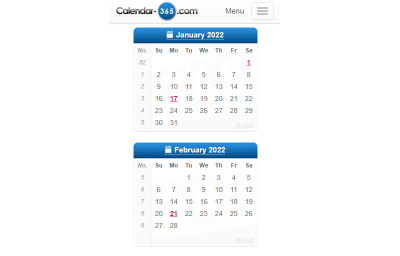 Calendar-365.com Menu
January 2022
No. Su Mo Tu We Th Fr Sa
52 1
1 2 3 4 5 6 7 8
2 9 10 11 12 13 14 15
3 16 17 18 19 20 21 22
4 23 24 25 26 27 28 29
5 30 31
February 2022
No. Su Mo Tu We Th Fr Sa
5 1 2 3 4 5
6 6 7 8 9 10 11 12
7 13 14 15 16 17 18 19
8 20 21 22 23 24 25 26
9 27 28